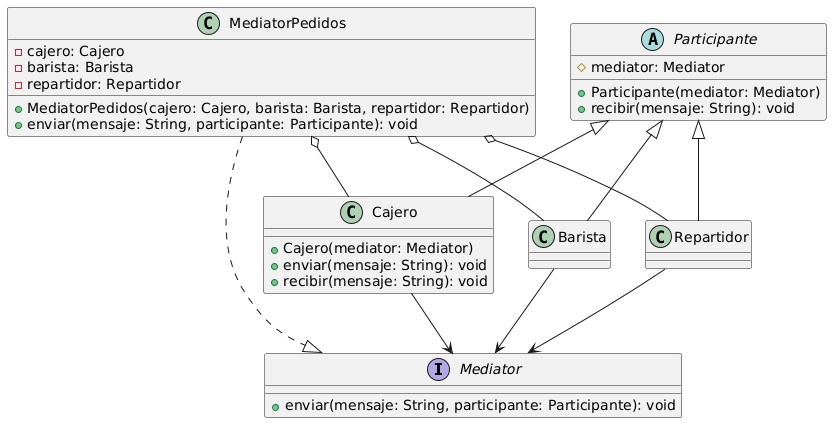 C MediatorPedidos
cajero: Cajero
barista: Barista
repartidor: Repartidor
MediatorPedidos(cajero: Cajero, barista: Barista, repartidor: Repartidor)
enviar(mensaje: String, participante: Participante): void
A Participante
mediator: Mediator
Participante(mediator: Mediator)
recibir(mensaje: String): void
C Cajero
Cajero(mediator: Mediator)
enviar(mensaje: String): void
recibir(mensaje: String): void
C Barista
C Repartidor
I Mediator
enviar(mensaje: String, participante: Participante): void